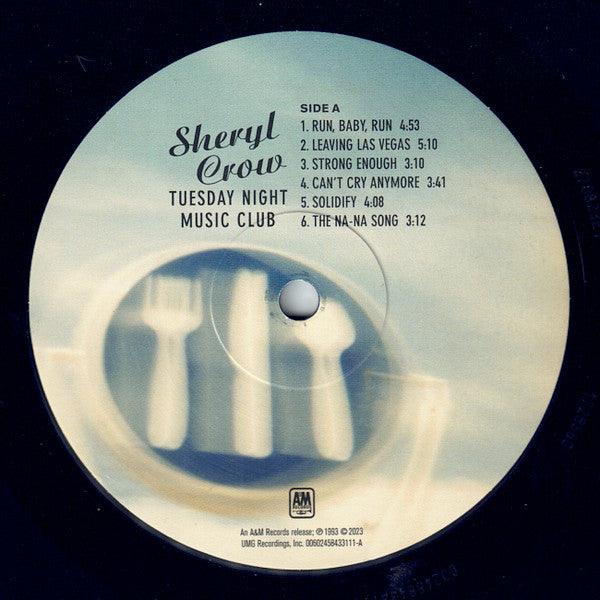 Sheryl
Crow
TUESDAY NIGHT
MUSIC CLUB
SIDE A
1. RUN, BABY, RUN 4:53
2. LEAVING LAS VEGAS 5:10
3. STRONG ENOUGH 3:10
4. CAN'T CRY ANYMORE 3:41
5. SOLIDIFY 4:08
6. THE NA-NA SONG 3:12
A&M
RECORDS
An A&M Records release; ℗ 1993 © 2023
UMG Recordings, Inc. 00602458433111-A